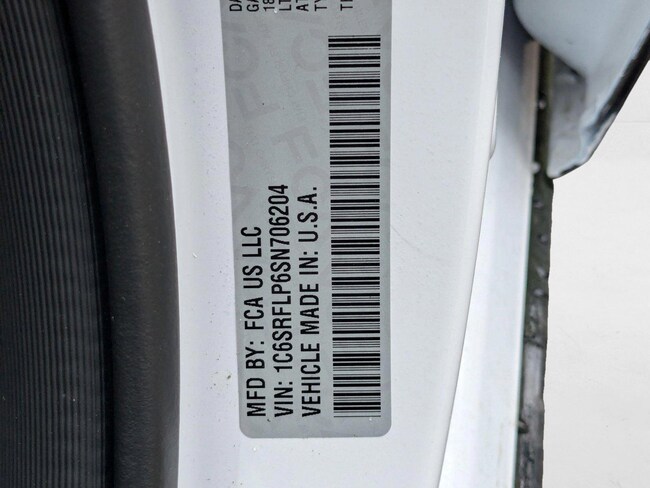 MFD BY: FCA US LLC
VIN: 1C6SRFLP6SN706204
VEHICLE MADE IN: U.S.A.